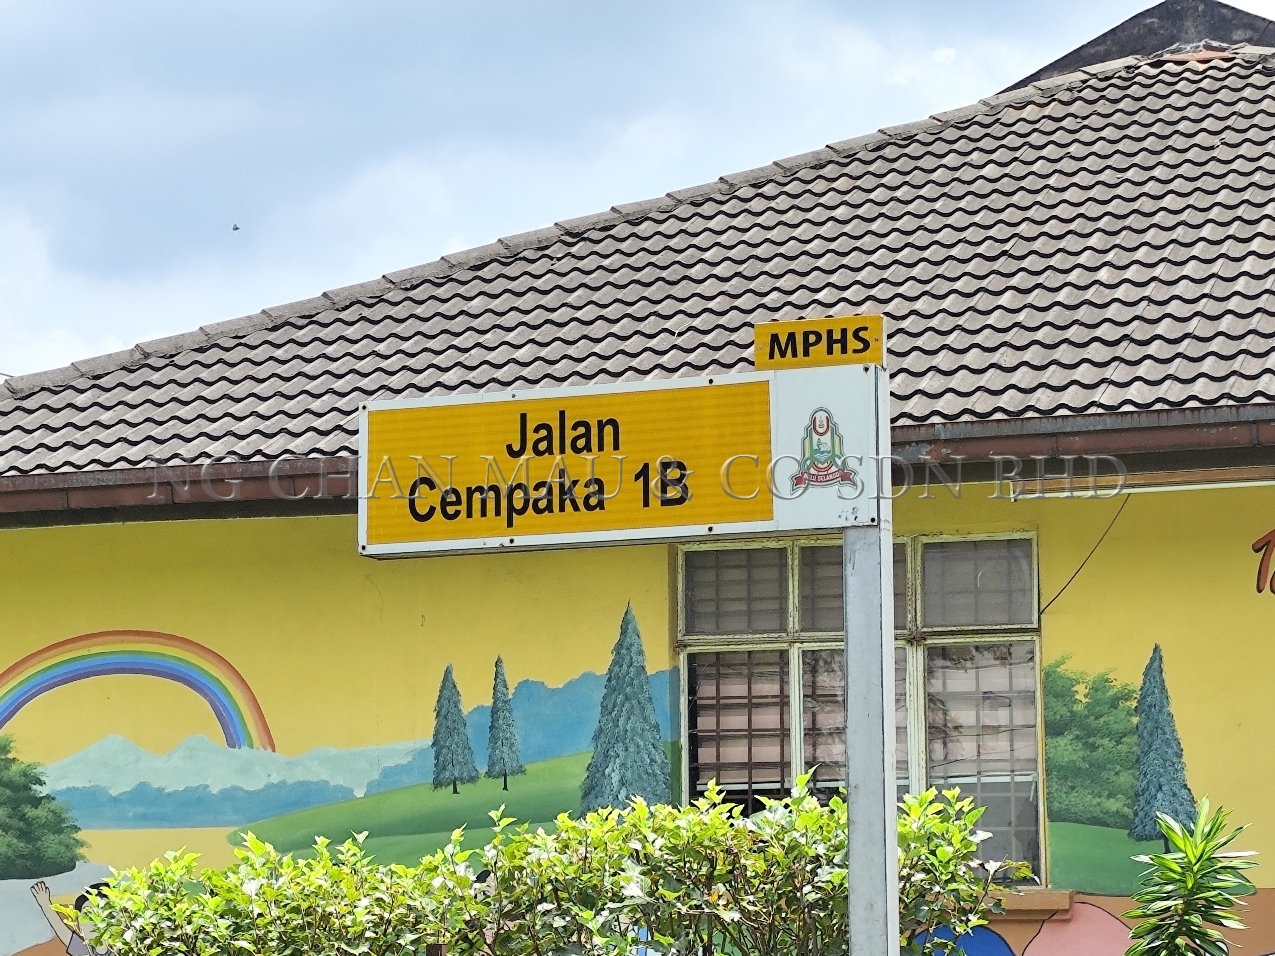 MPHS
Jalan
Cempaka 1B
NG CHAN MAU & CO SDN BHD